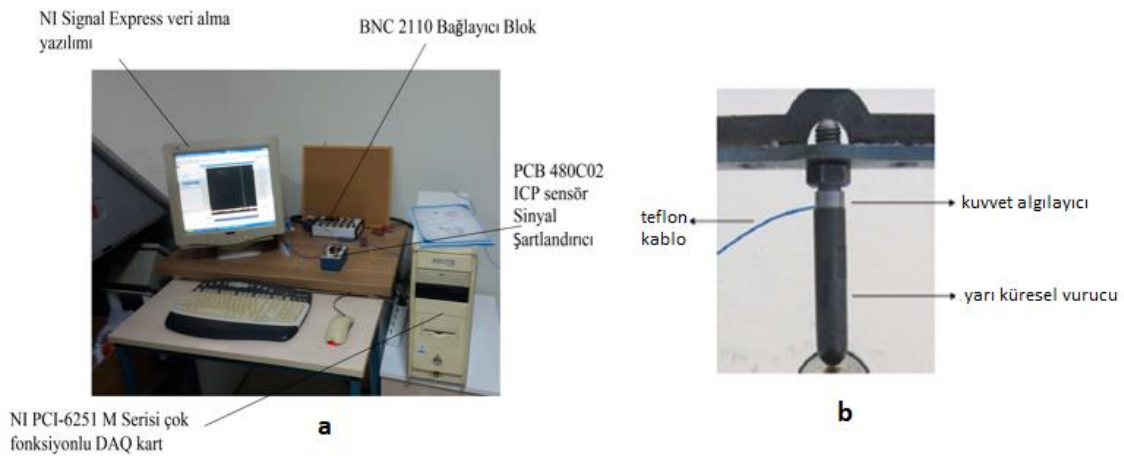 NI Signal Express veri alma
yazılımı
BNC 2110 Bağlayıcı Blok
PCB 480C02
ICP sensör
Sinyal
Şartlandırıcı
NI PCI-6251 M Serisi çok
fonksiyonlu DAQ kart
a
teflon
kablo
kuvvet algılayıcı
yarı küresel vurucu
b